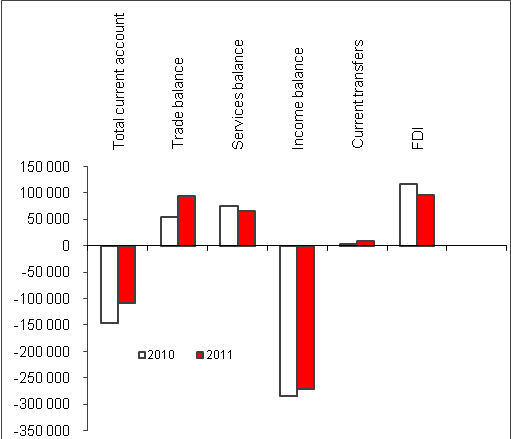 Total current account
Trade balance
Services balance
Income balance
Current transfers
FDI
150 000
100 000
50 000
0
-50 000
-100 000
-150 000
-200 000
-250 000
-300 000
-350 000
2010
2011